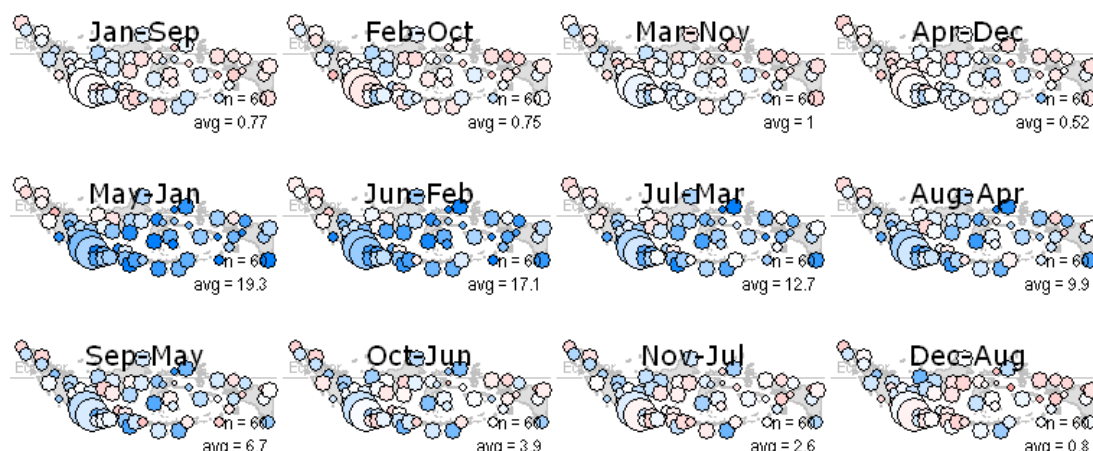 Jan-Sep
Feb-Oct
Mar-Nov
Apr-Dec
n = 60
n = 60
n = 60
n = 60
avg = 0.77
avg = 0.75
avg = 1
avg = 0.52
May-Jan
Jun-Feb
Jul-Mar
Aug-Apr
n = 60
n = 60
n = 60
n = 60
avg = 19.3
avg = 17.1
avg = 12.7
avg = 9.9
Sep-May
Oct-Jun
Nov-Jul
Dec-Aug
n = 60
n = 60
n = 60
n = 60
avg = 6.7
avg = 3.9
avg = 2.6
avg = 0.8